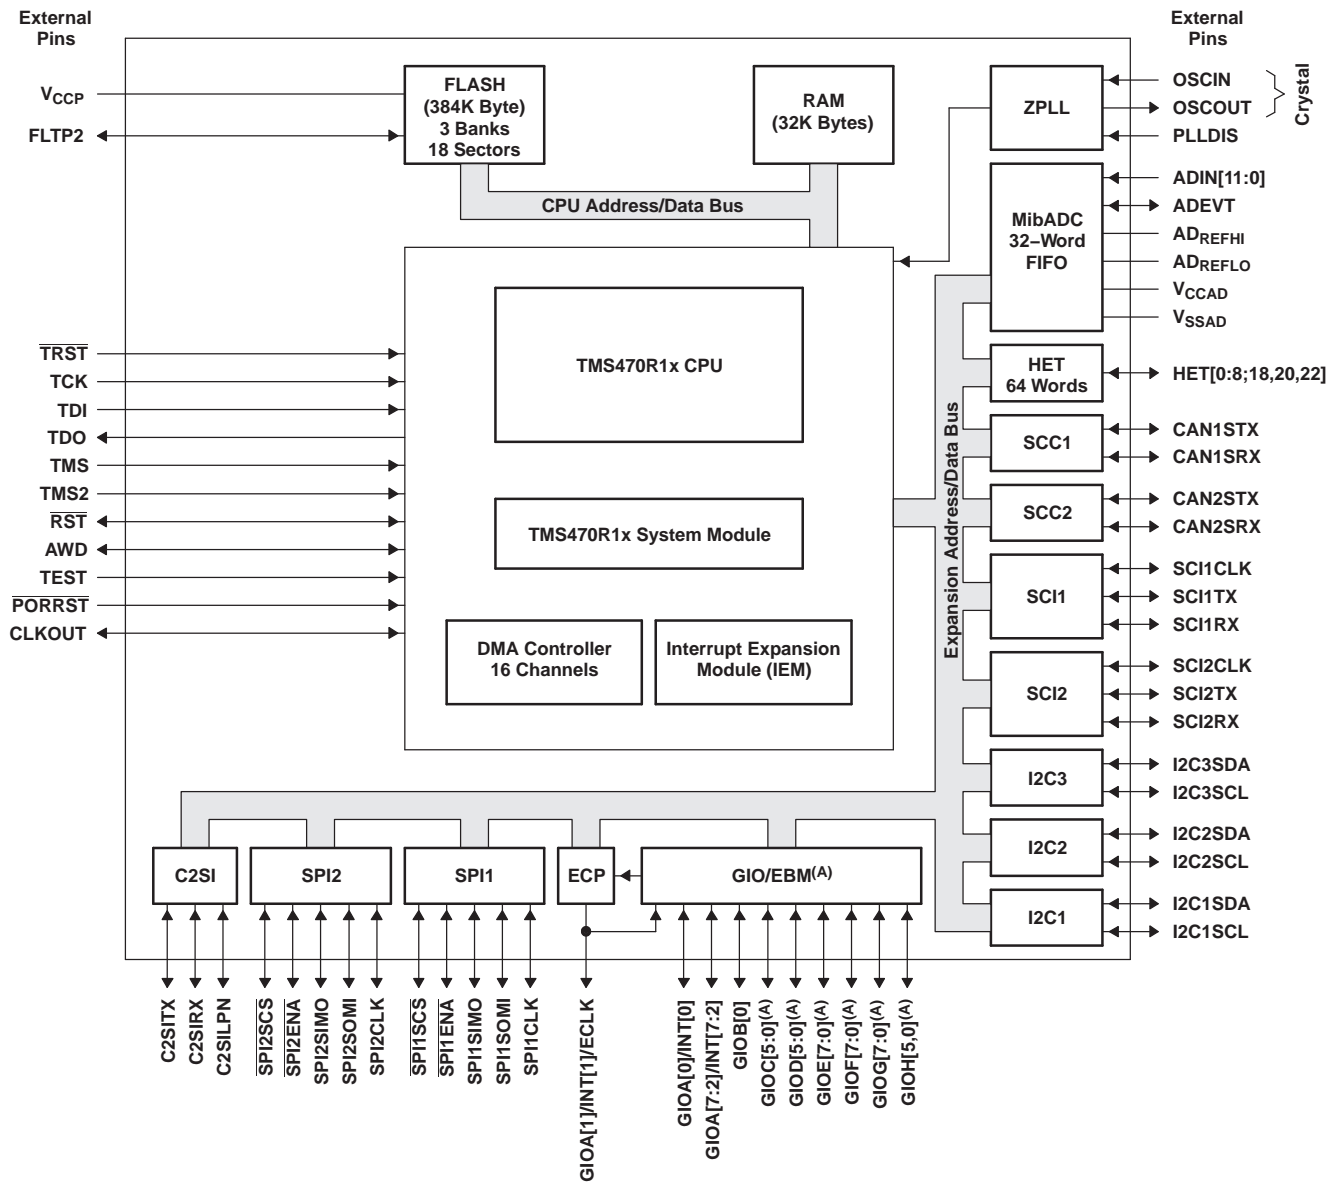 External
Pins
External
Pins
V_CCP
FLTP2
FLASH
(384K Byte)
3 Banks
18 Sectors
RAM
(32K Bytes)
ZPLL
OSCIN
OSCOUT
PLLDIS
Crystal
CPU Address/Data Bus
MibADC
32–Word
FIFO
ADIN[11:0]
ADEVT
AD_REFHI
AD_REFLO
V_CCAD
V_SSAD
TRST
TCK
TDI
TDO
TMS
TMS2
RST
AWD
TEST
PORRST
CLKOUT
TMS470R1x CPU
TMS470R1x System Module
DMA Controller
16 Channels
Interrupt Expansion
Module (IEM)
Expansion Address/Data Bus
HET
64 Words
HET[0:8;18,20,22]
SCC1
CAN1STX
CAN1SRX
SCC2
CAN2STX
CAN2SRX
SCI1
SCI1CLK
SCI1TX
SCI1RX
SCI2
SCI2CLK
SCI2TX
SCI2RX
I2C3
I2C3SDA
I2C3SCL
I2C2
I2C2SDA
I2C2SCL
I2C1
I2C1SDA
I2C1SCL
C2SI
SPI2
SPI1
ECP
GIO/EBM(A)
C2SITX
C2SIRX
C2SILPN
SPI2SCS
SPI2ENA
SPI2SIMO
SPI2SOMI
SPI2CLK
SPI1SCS
SPI1ENA
SPI1SIMO
SPI1SOMI
SPI1CLK
GIOA[1]/INT[1]/ECLK
GIOA[0]/INT[0]
GIOA[7:2]/INT[7:2]
GIOB[0]
GIOC[5:0](A)
GIOD[5:0](A)
GIOE[7:0](A)
GIOF[7:0](A)
GIOG[7:0](A)
GIOH[5,0](A)